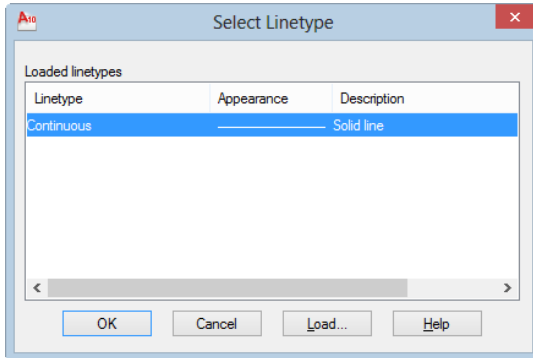 A10
Select Linetype
Loaded linetypes
Linetype Appearance Description
Continuous Solid line
OK Cancel Load... Help